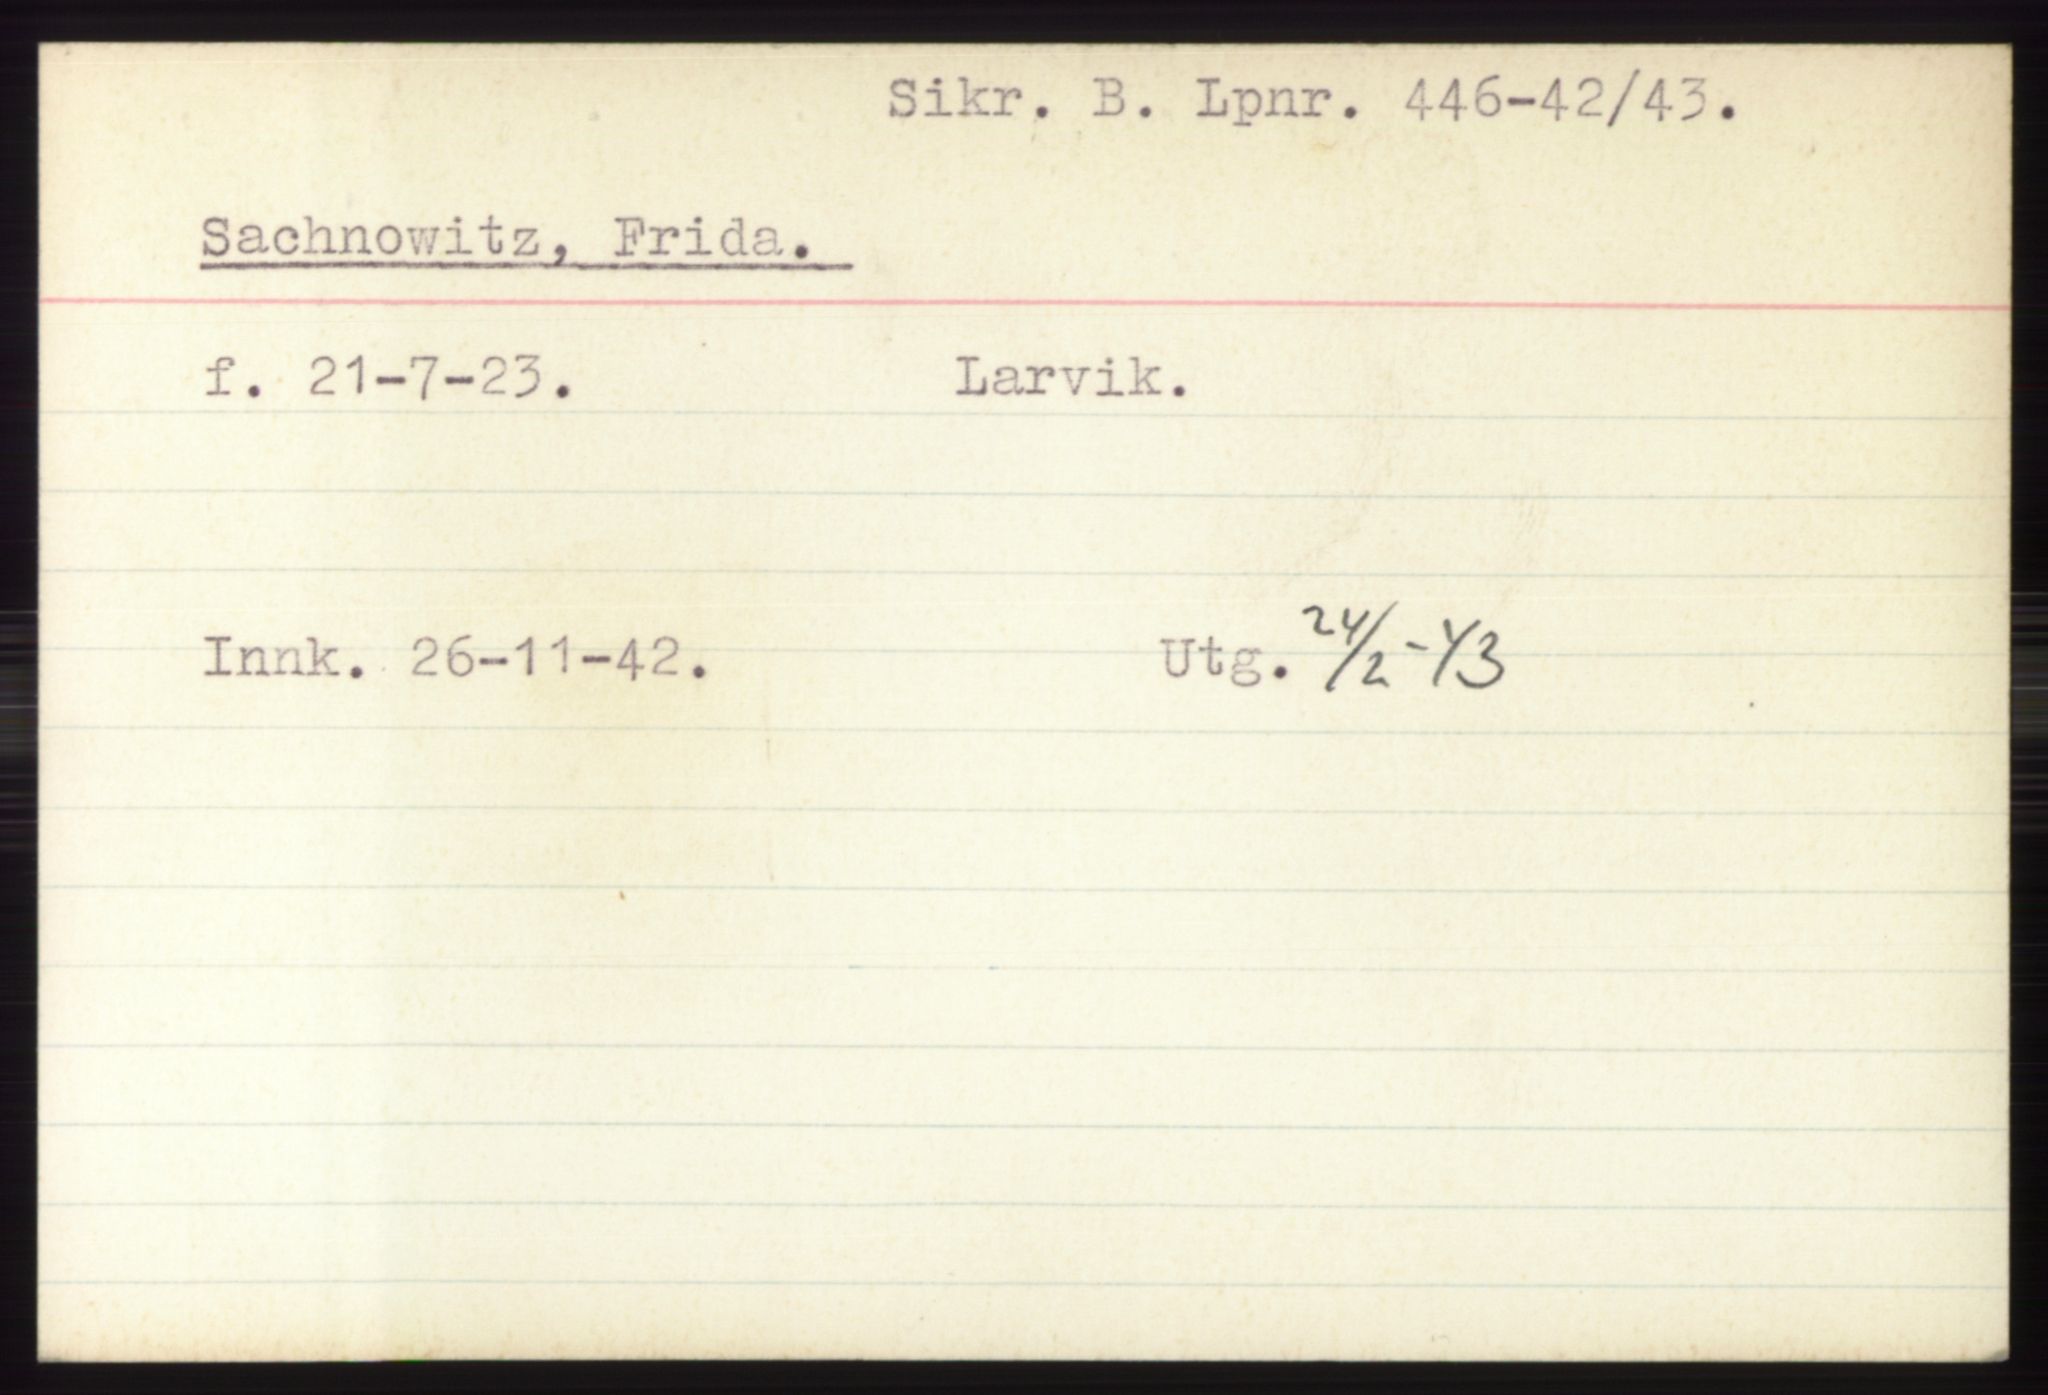 Sikr. B. Lpnr. 446-42/43.
Sachnowitz, Frida.
f. 21-7-23. Larvik.
Innk. 26-11-42. Utg. 24/2-43